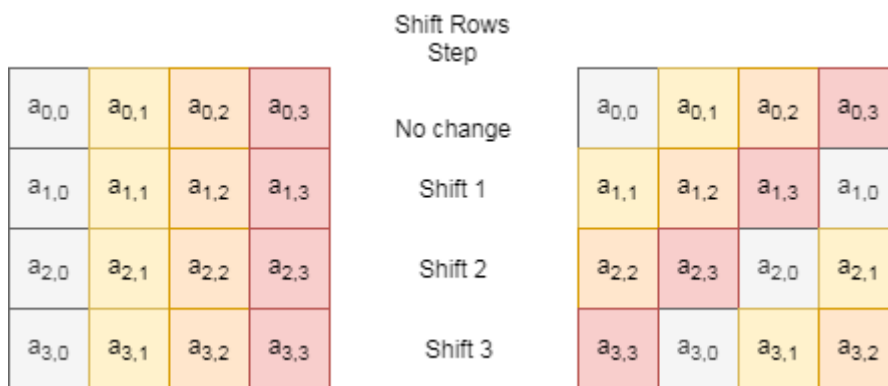 Shift Rows
Step
a0,0 a0,1 a0,2 a0,3 No change a0,0 a0,1 a0,2 a0,3
a1,0 a1,1 a1,2 a1,3 Shift 1 a1,1 a1,2 a1,3 a1,0
a2,0 a2,1 a2,2 a2,3 Shift 2 a2,2 a2,3 a2,0 a2,1
a3,0 a3,1 a3,2 a3,3 Shift 3 a3,3 a3,0 a3,1 a3,2